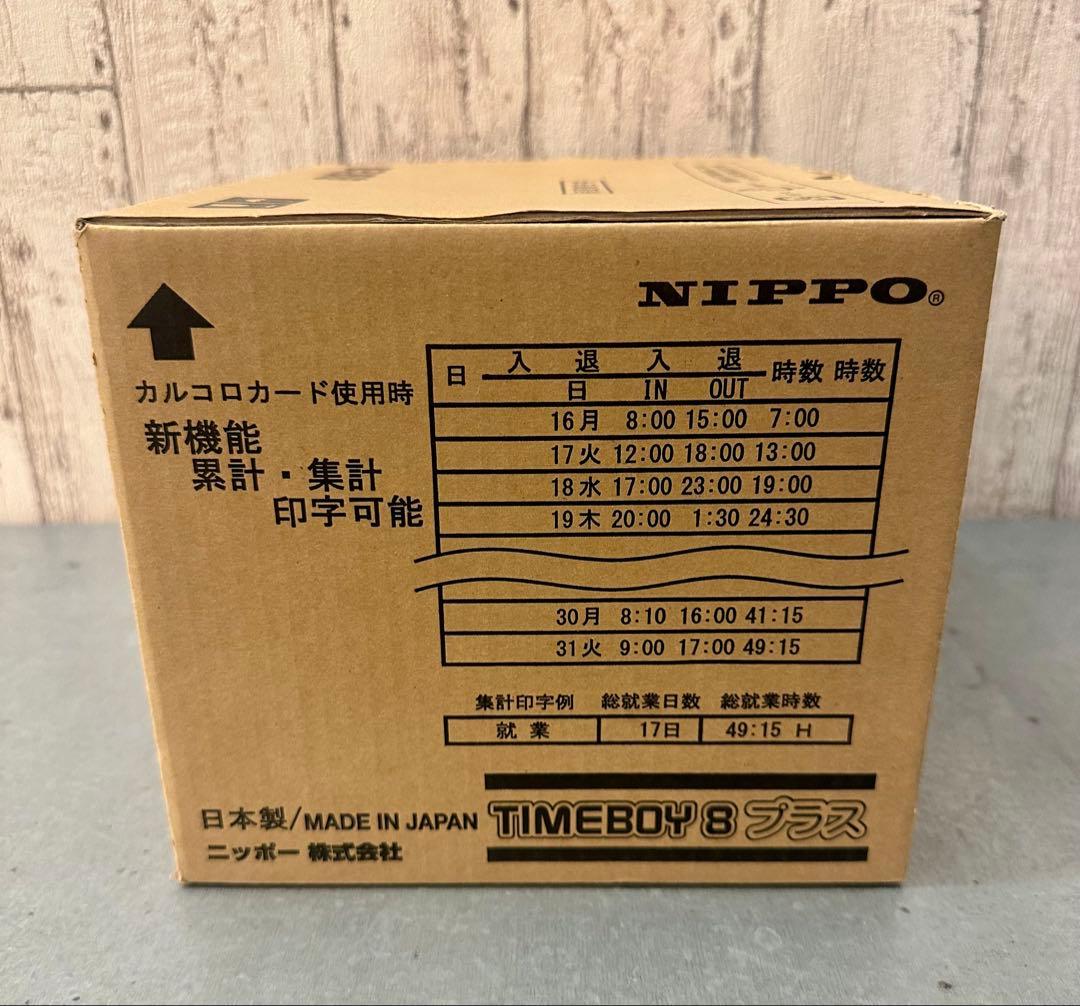 NIPPO®
カルコロカード使用時
新機能
累計・集計
印字可能
日 入 退 入 退 時数 時数
日 IN OUT
16月 8:00 15:00 7:00
17火 12:00 18:00 13:00
18水 17:00 23:00 19:00
19木 20:00 1:30 24:30
30月 8:10 16:00 41:15
31火 9:00 17:00 49:15
集計印字例 総就業日数 総就業時数
就業 17日 49:15 H
日本製/MADE IN JAPAN TIMEBOY 8 プラス
ニッポー 株式会社